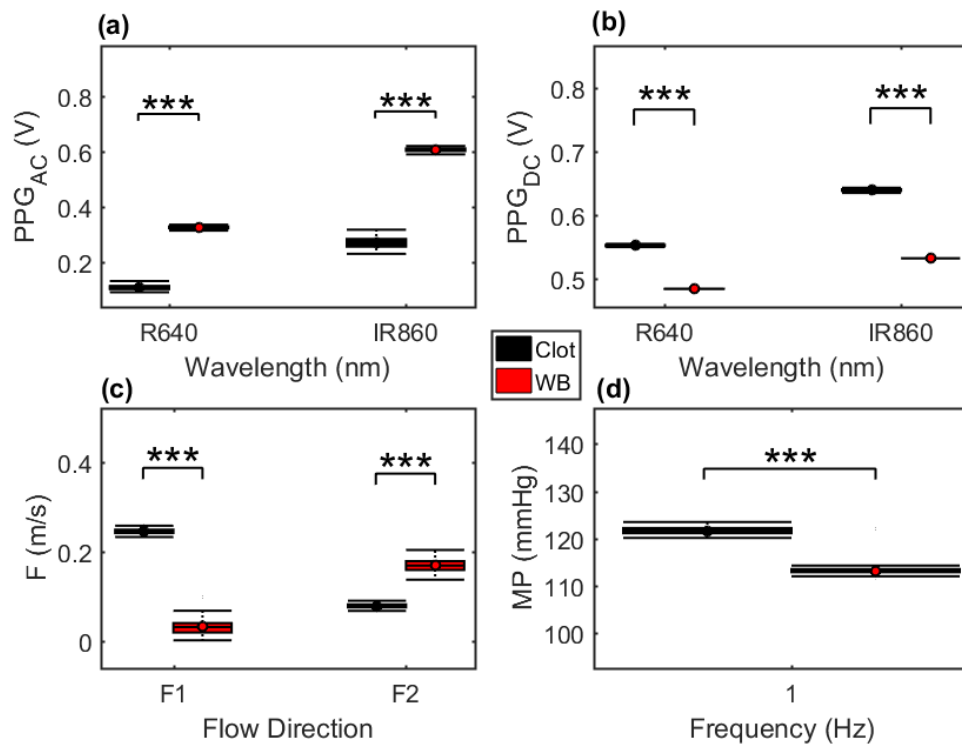 (a)
PPG_AC (V)
0.8
0.6
0.4
0.2
***
***
R640 IR860
Wavelength (nm)
(b)
PPG_DC (V)
0.8
0.7
0.6
0.5
***
***
R640 IR860
Wavelength (nm)
Clot
WB
(c)
F (m/s)
0.4
0.2
0
***
***
F1 F2
Flow Direction
(d)
MP (mmHg)
140
130
120
110
100
***
1
Frequency (Hz)